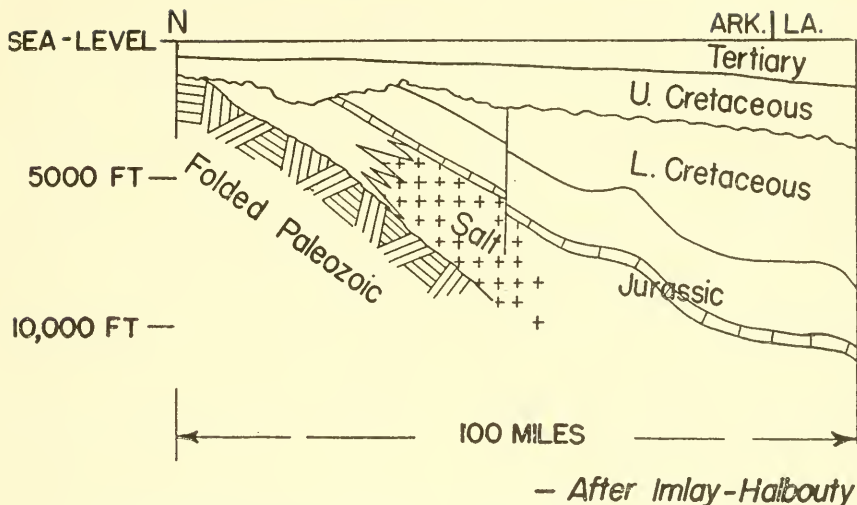 N
ARK. | LA.
SEA-LEVEL
Tertiary
U. Cretaceous
5000 FT
L. Cretaceous
Folded Paleozoic
Salt
Jurassic
10,000 FT
100 MILES
— After Imlay-Halbouty